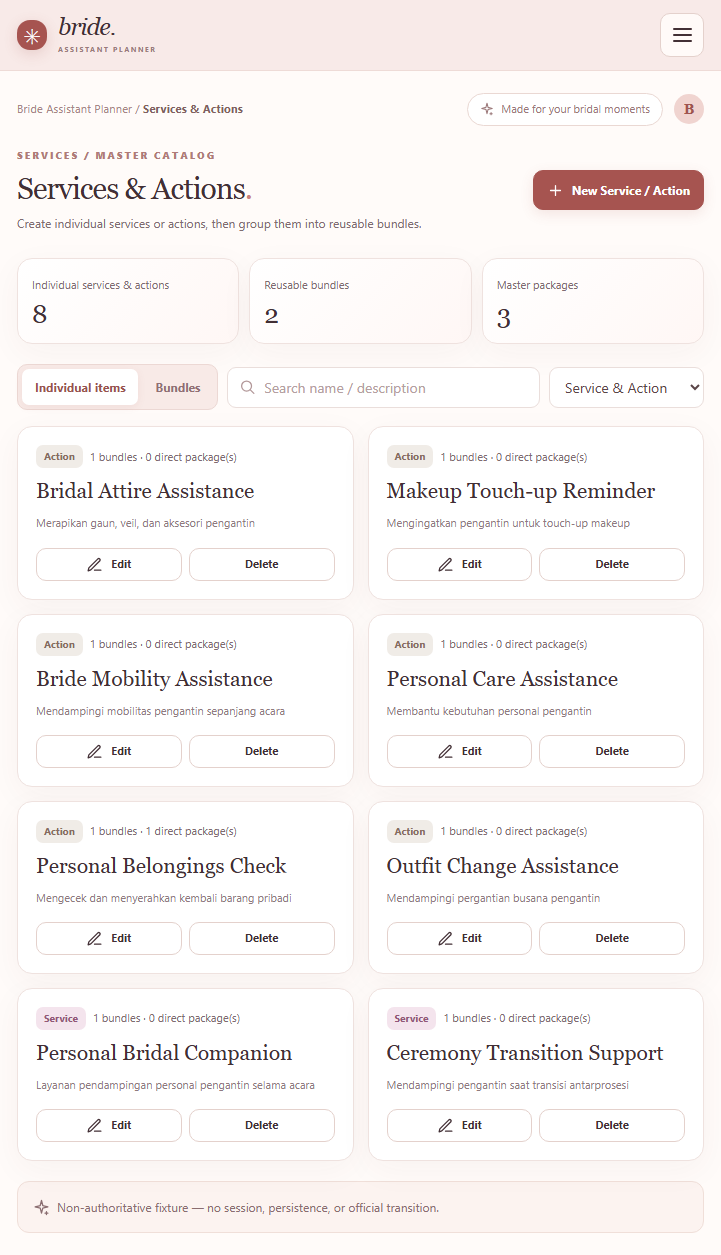 bride.
ASSISTANT PLANNER
Bride Assistant Planner / Services & Actions
Made for your bridal moments
B
SERVICES / MASTER CATALOG
Services & Actions.
New Service / Action
Create individual services or actions, then group them into reusable bundles.
Individual services & actions
8
Reusable bundles
2
Master packages
3
Individual items
Bundles
Search name / description
Service & Action
Action 1 bundles · 0 direct package(s)
Bridal Attire Assistance
Merapikan gaun, veil, dan aksesori pengantin
Edit
Delete
Action 1 bundles · 0 direct package(s)
Makeup Touch-up Reminder
Mengingatkan pengantin untuk touch-up makeup
Edit
Delete
Action 1 bundles · 0 direct package(s)
Bride Mobility Assistance
Mendampingi mobilitas pengantin sepanjang acara
Edit
Delete
Action 1 bundles · 0 direct package(s)
Personal Care Assistance
Membantu kebutuhan personal pengantin
Edit
Delete
Action 1 bundles · 1 direct package(s)
Personal Belongings Check
Mengecek dan menyerahkan kembali barang pribadi
Edit
Delete
Action 1 bundles · 0 direct package(s)
Outfit Change Assistance
Mendampingi pergantian busana pengantin
Edit
Delete
Service 1 bundles · 0 direct package(s)
Personal Bridal Companion
Layanan pendampingan personal pengantin selama acara
Edit
Delete
Service 1 bundles · 0 direct package(s)
Ceremony Transition Support
Mendampingi pengantin saat transisi antarprosesi
Edit
Delete
Non-authoritative fixture — no session, persistence, or official transition.